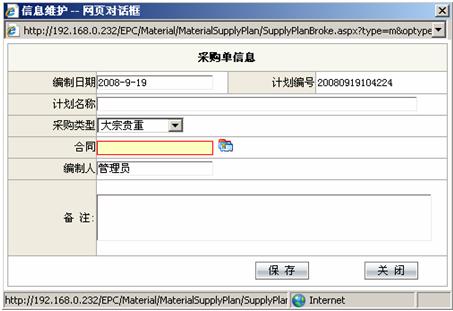 信息维护 -- 网页对话框
http://192.168.0.232/EPC/Material/MaterialSupplyPlan/SupplyPlanBroke.aspx?type=m&optype
采购单信息
编制日期 2008-9-19 计划编号 20080919104224
计划名称
采购类型 大宗贵重
合同
编制人 管理员
备 注:
保 存 关 闭
http://192.168.0.232/EPC/Material/MaterialSupplyPlan/SupplyPlan Internet